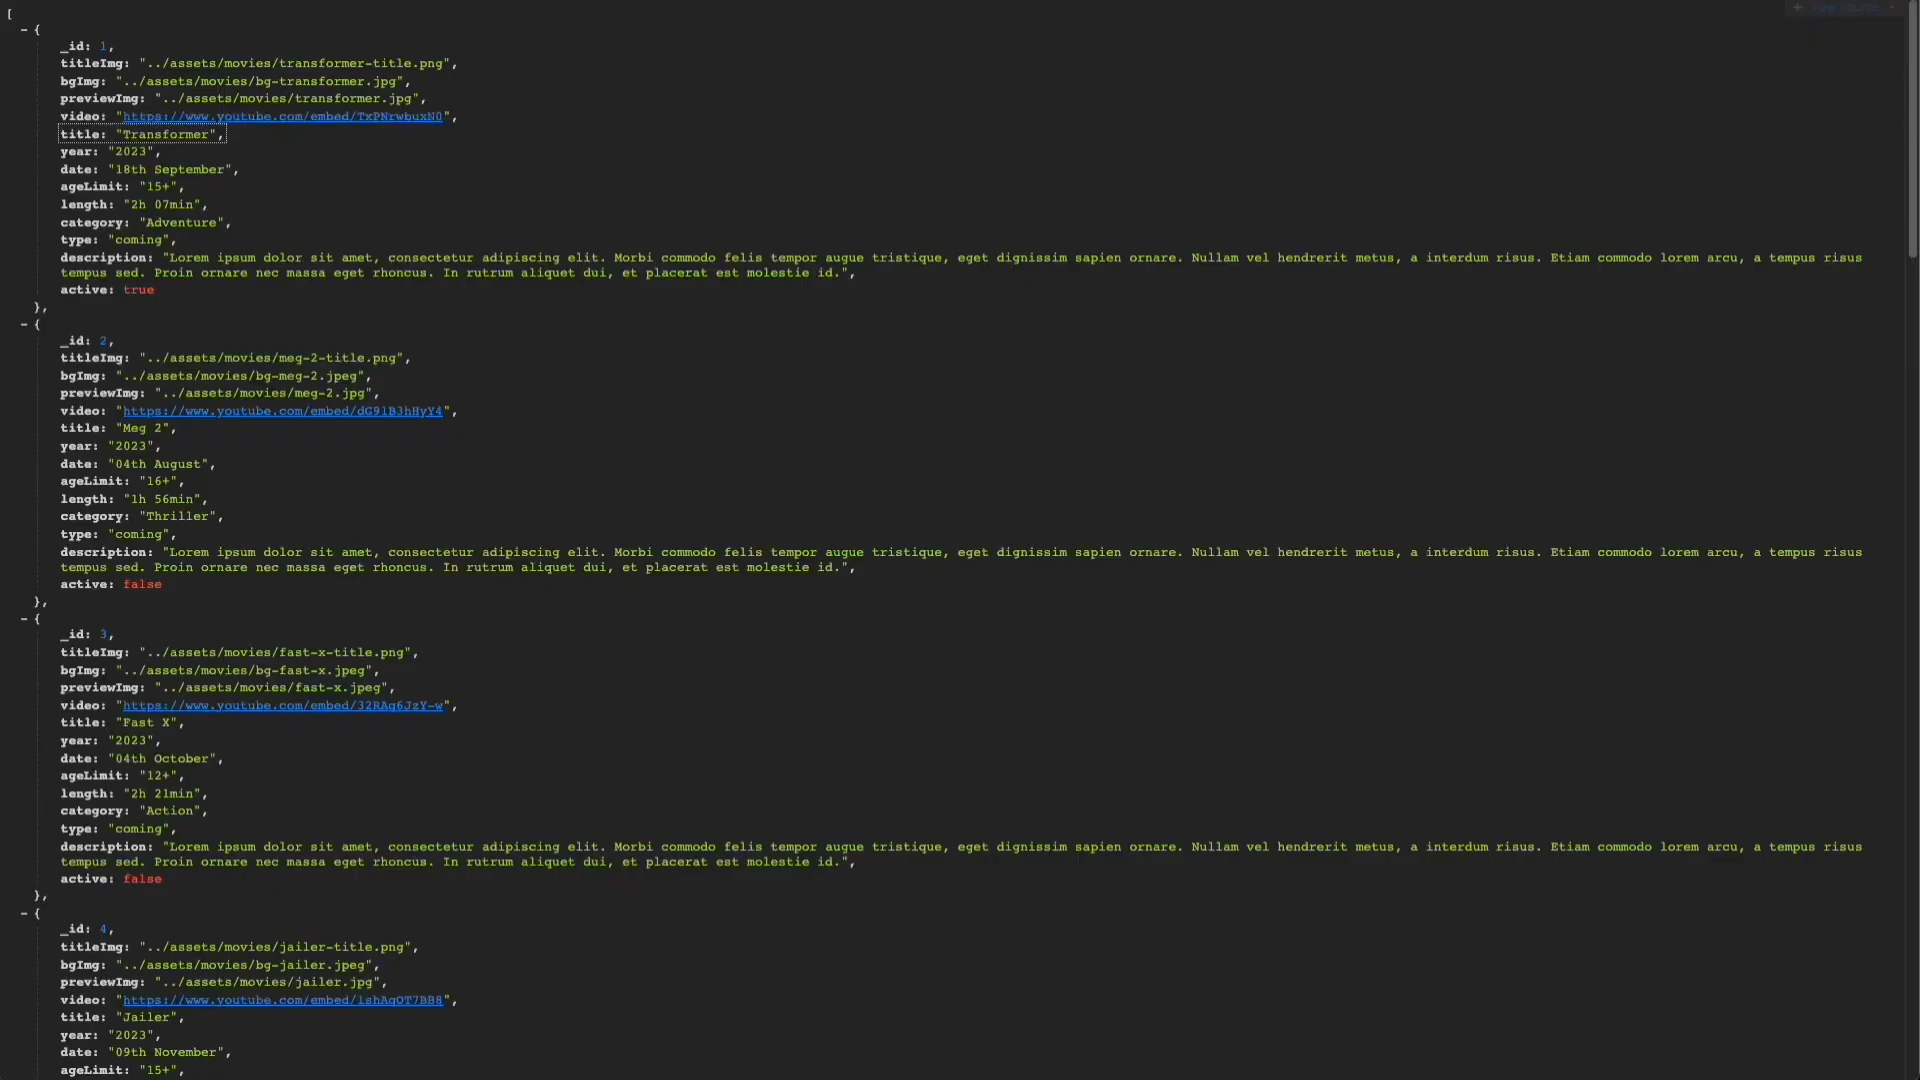 [
- {
_id: 1,
titleImg: "../assets/movies/transformer-title.png",
bgImg: "../assets/movies/bg-transformer.jpg",
previewImg: "../assets/movies/transformer.jpg",
video: "https://www.youtube.com/embed/TxPNrwbuxN0",
title: "Transformer",
year: "2023",
date: "18th September",
ageLimit: "15+",
length: "2h 07min",
category: "Adventure",
type: "coming",
description: "Lorem ipsum dolor sit amet, consectetur adipiscing elit. Morbi commodo felis tempor augue tristique, eget dignissim sapien ornare. Nullam vel hendrerit metus, a interdum risus. Etiam commodo lorem arcu, a tempus risus
tempus sed. Proin ornare nec massa eget rhoncus. In rutrum aliquet dui, et placerat est molestie id.",
active: true
},
- {
_id: 2,
titleImg: "../assets/movies/meg-2-title.png",
bgImg: "../assets/movies/bg-meg-2.jpeg",
previewImg: "../assets/movies/meg-2.jpg",
video: "https://www.youtube.com/embed/dG91B3hHyY4",
title: "Meg 2",
year: "2023",
date: "04th August",
ageLimit: "16+",
length: "1h 56min",
category: "Thriller",
type: "coming",
description: "Lorem ipsum dolor sit amet, consectetur adipiscing elit. Morbi commodo felis tempor augue tristique, eget dignissim sapien ornare. Nullam vel hendrerit metus, a interdum risus. Etiam commodo lorem arcu, a tempus risus
tempus sed. Proin ornare nec massa eget rhoncus. In rutrum aliquet dui, et placerat est molestie id.",
active: false
},
- {
_id: 3,
titleImg: "../assets/movies/fast-x-title.png",
bgImg: "../assets/movies/bg-fast-x.jpeg",
previewImg: "../assets/movies/fast-x.jpeg",
video: "https://www.youtube.com/embed/32RAq6JzY-w",
title: "Fast X",
year: "2023",
date: "04th October",
ageLimit: "12+",
length: "2h 21min",
category: "Action",
type: "coming",
description: "Lorem ipsum dolor sit amet, consectetur adipiscing elit. Morbi commodo felis tempor augue tristique, eget dignissim sapien ornare. Nullam vel hendrerit metus, a interdum risus. Etiam commodo lorem arcu, a tempus risus
tempus sed. Proin ornare nec massa eget rhoncus. In rutrum aliquet dui, et placerat est molestie id.",
active: false
},
- {
_id: 4,
titleImg: "../assets/movies/jailer-title.png",
bgImg: "../assets/movies/bg-jailer.jpeg",
previewImg: "../assets/movies/jailer.jpg",
video: "https://www.youtube.com/embed/1shAqOT7BB8",
title: "Jailer",
year: "2023",
date: "09th November",
ageLimit: "15+",